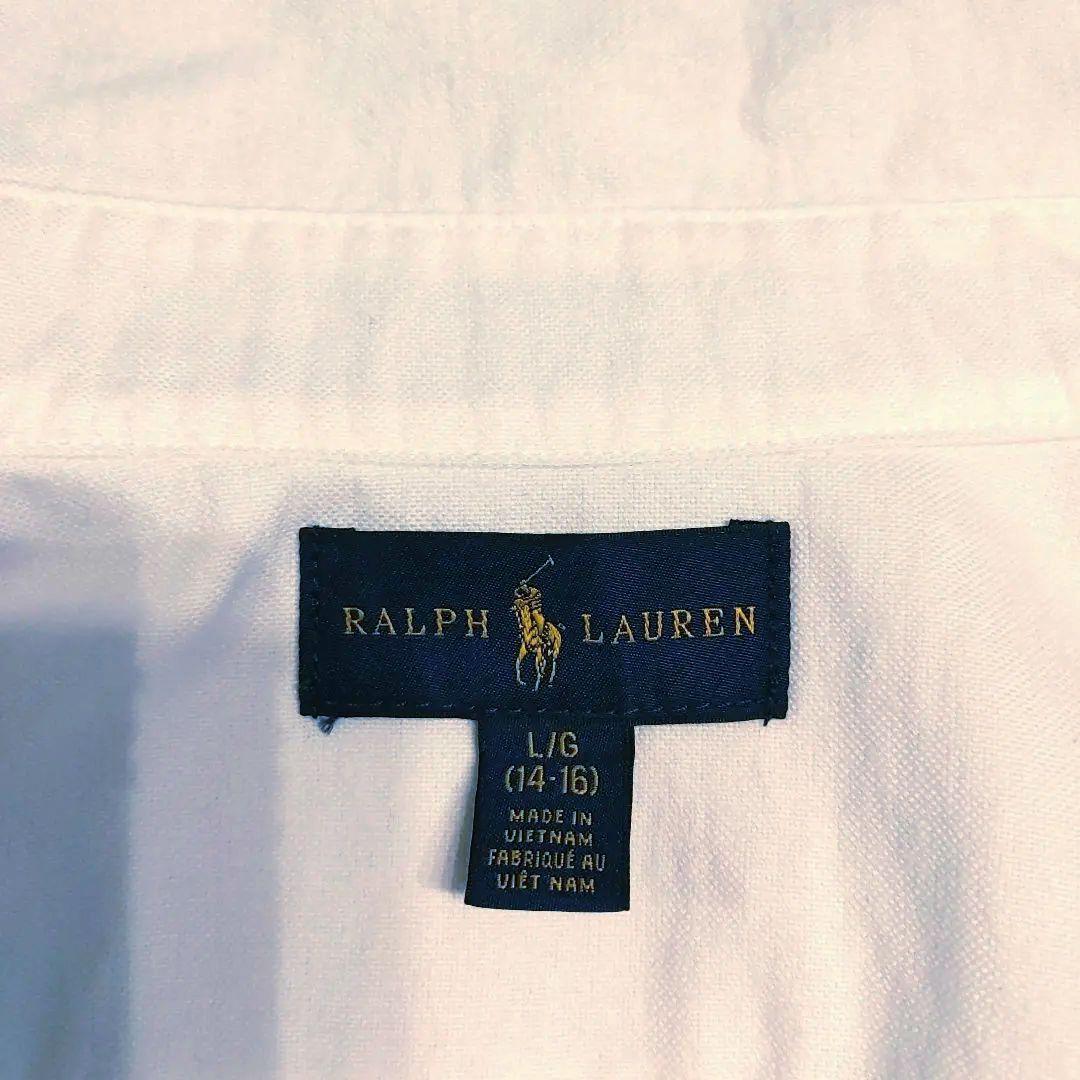 RALPH LAUREN
L/G
(14-16)
MADE IN
VIETNAM
FABRIQUÉ AU
VIÊT NAM